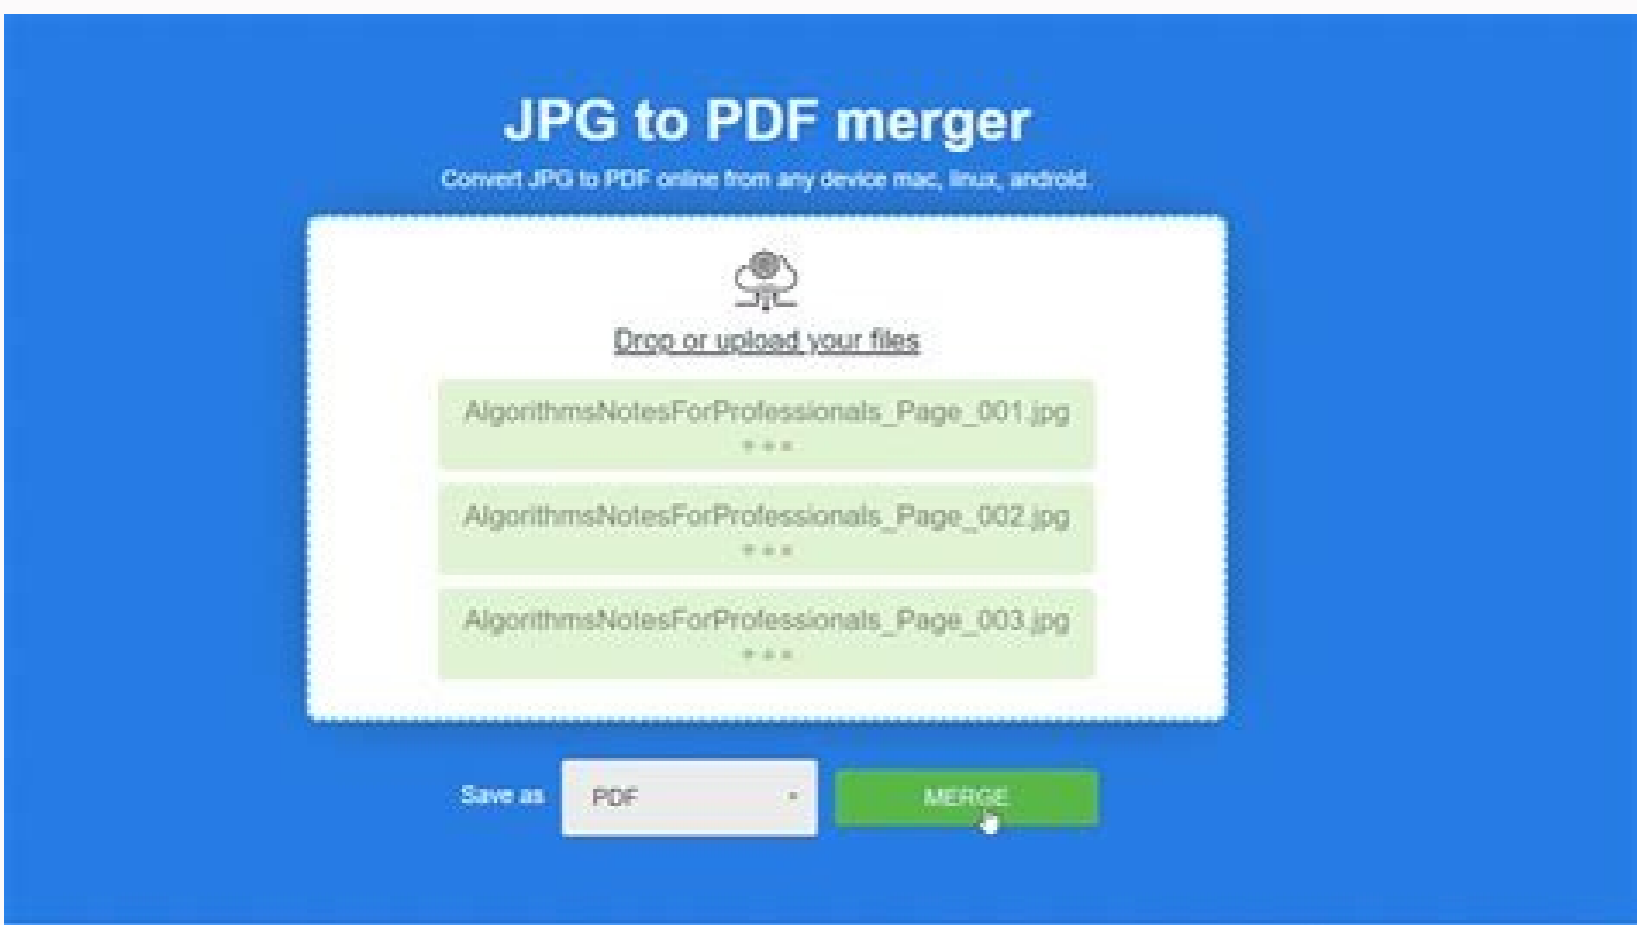 JPG to PDF merger
Convert JPG to PDF online from any device mac, linux, android.
Drop or upload your files
AlgorithmsNotesForProfessionals_Page_001.jpg
AlgorithmsNotesForProfessionals_Page_002.jpg
AlgorithmsNotesForProfessionals_Page_003.jpg
Save as PDF MERGE